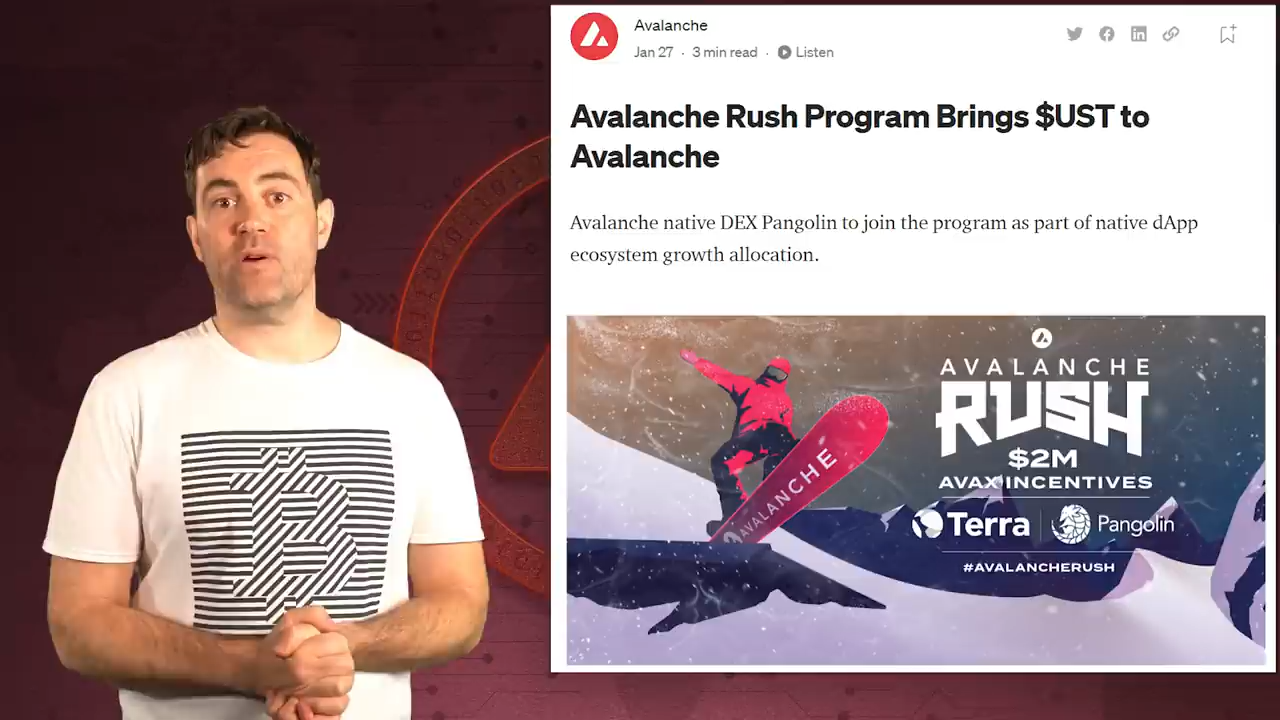 Avalanche
Jan 27 · 3 min read · Listen
Avalanche Rush Program Brings $UST to
Avalanche
Avalanche native DEX Pangolin to join the program as part of native dApp
ecosystem growth allocation.
AVALANCHE
RUSH
$2M
AVAX INCENTIVES
Terra | Pangolin
#AVALANCHERUSH
AVALANCHE